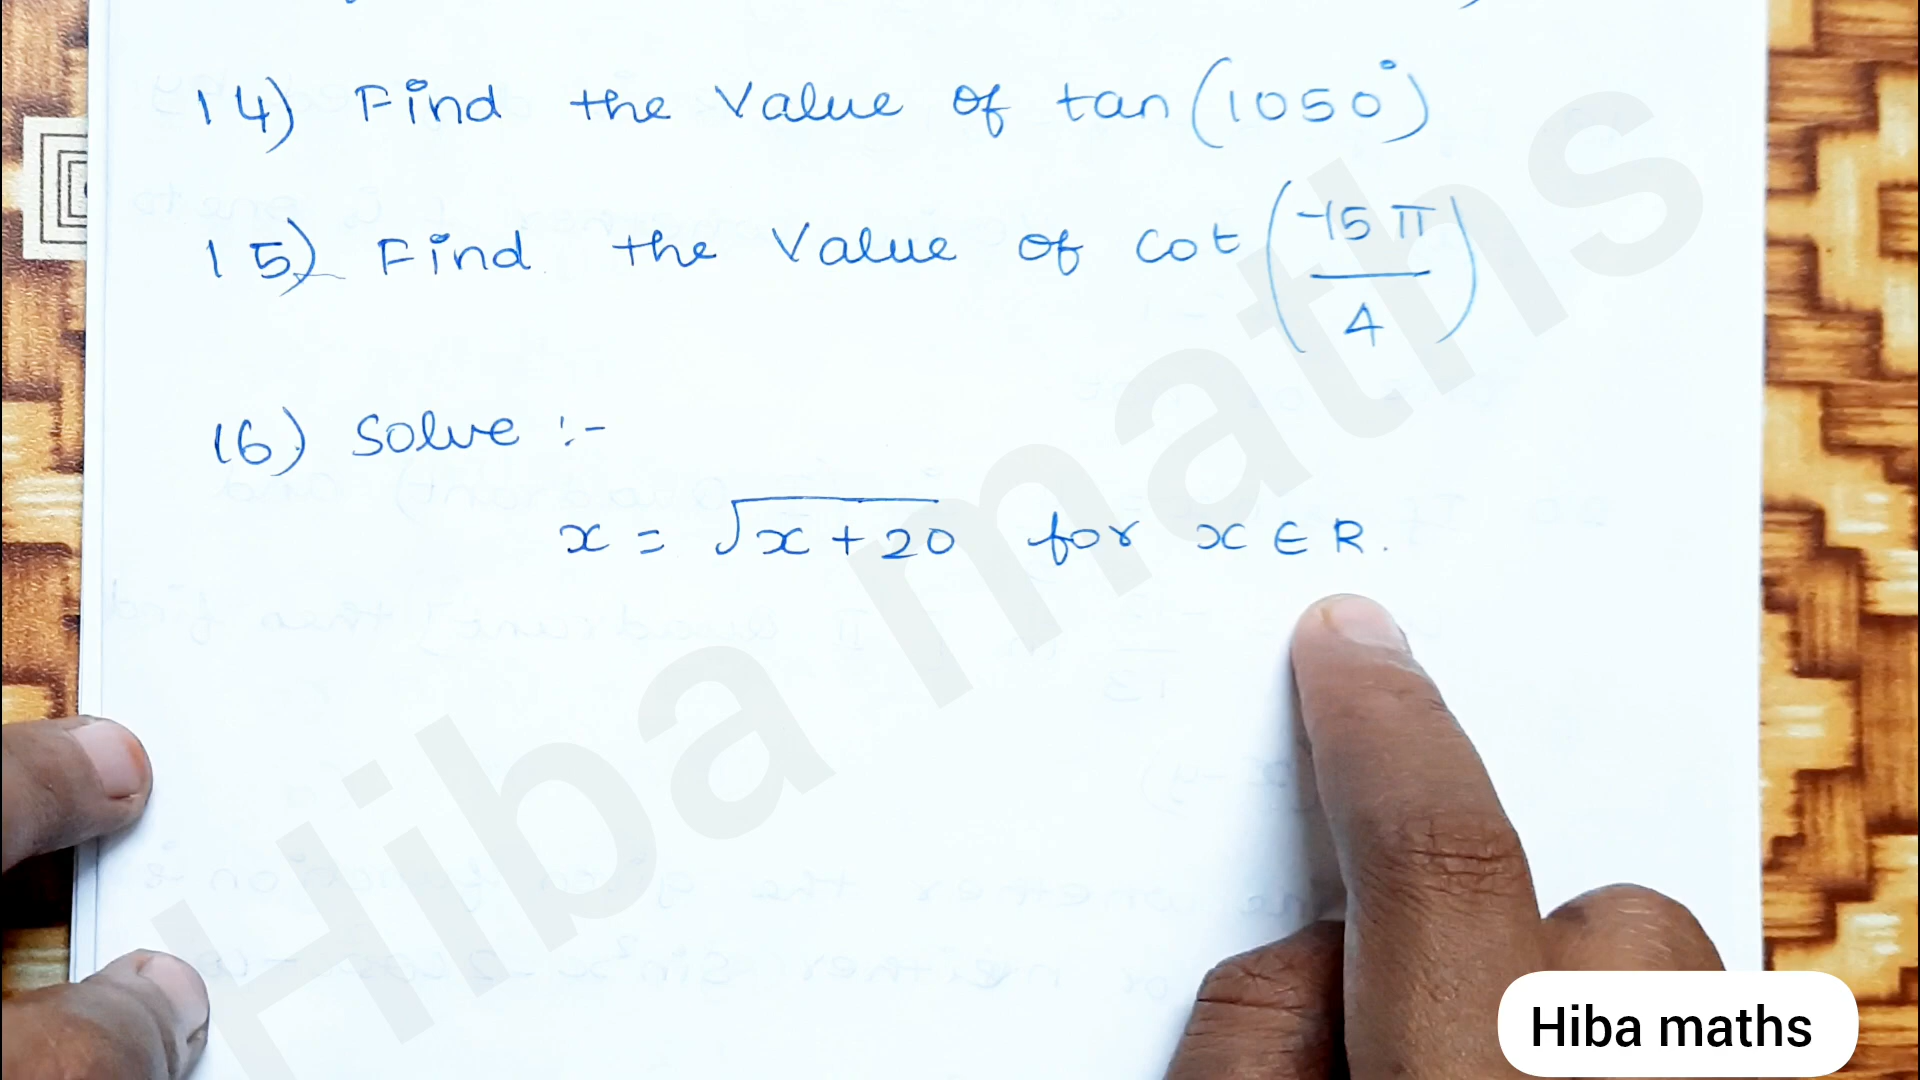 14) Find the Value of tan(1050°)
15) Find the Value of cot(-15π/4)
16) Solve :-
x = √x+20 for x ∈ R.
Hiba maths
Hiba maths